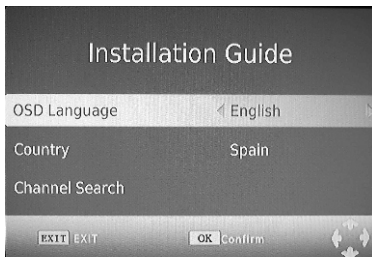 Installation Guide
OSD Language English
Country Spain
Channel Search
EXIT EXIT OK Confirm